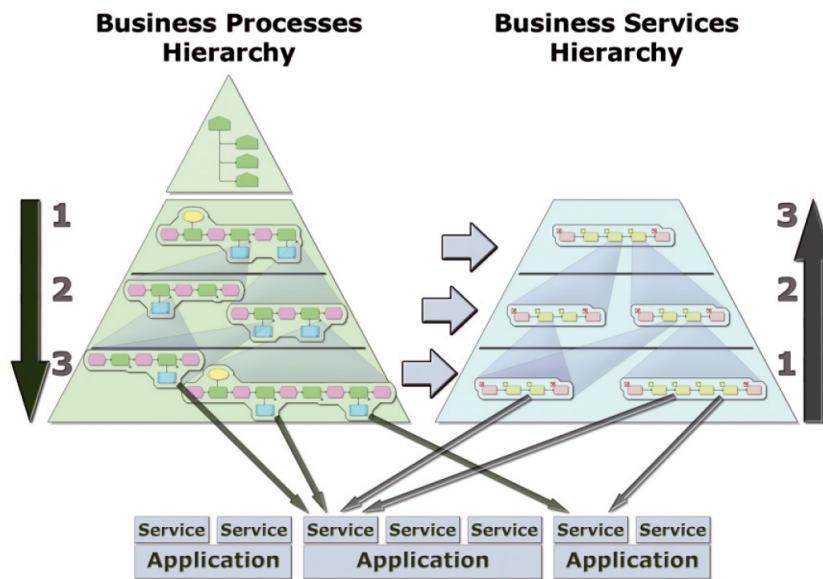 Business Processes
Hierarchy
Business Services
Hierarchy
1
2
3
3
2
1
Service
Service
Service
Service
Service
Service
Service
Application
Application
Application